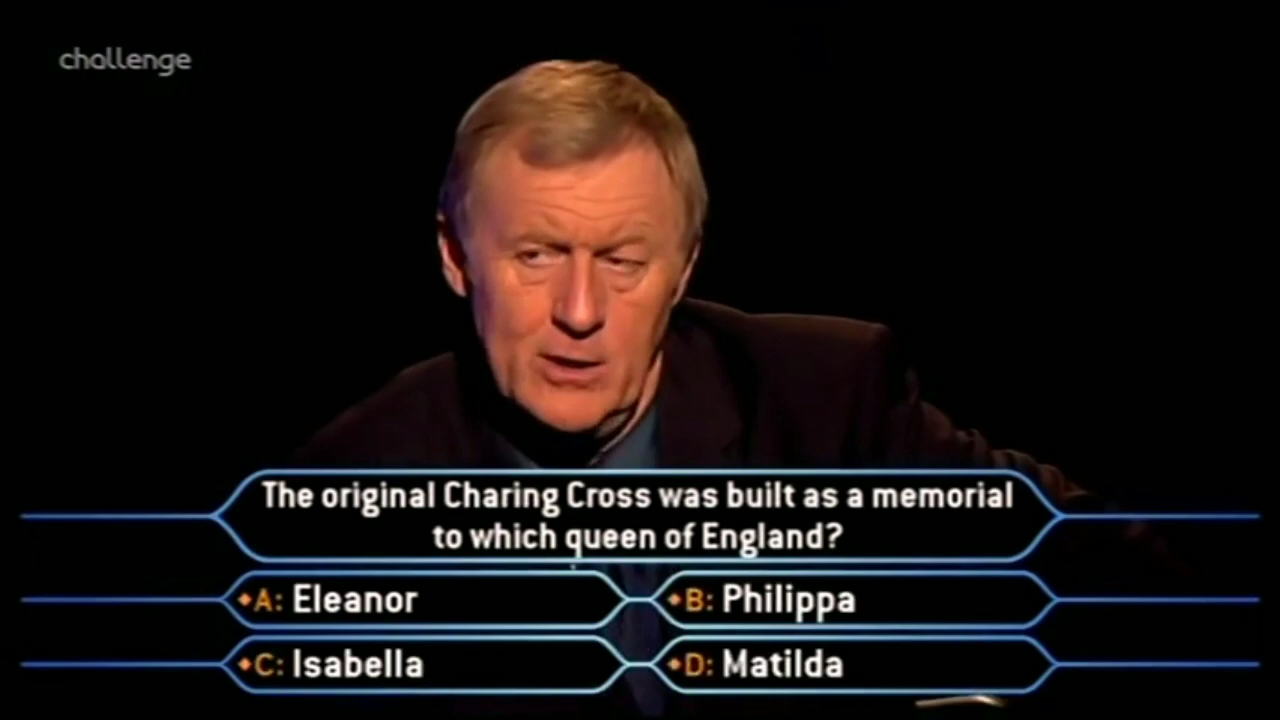 challenge
The original Charing Cross was built as a memorial
to which queen of England?
A: Eleanor
B: Philippa
C: Isabella
D: Matilda